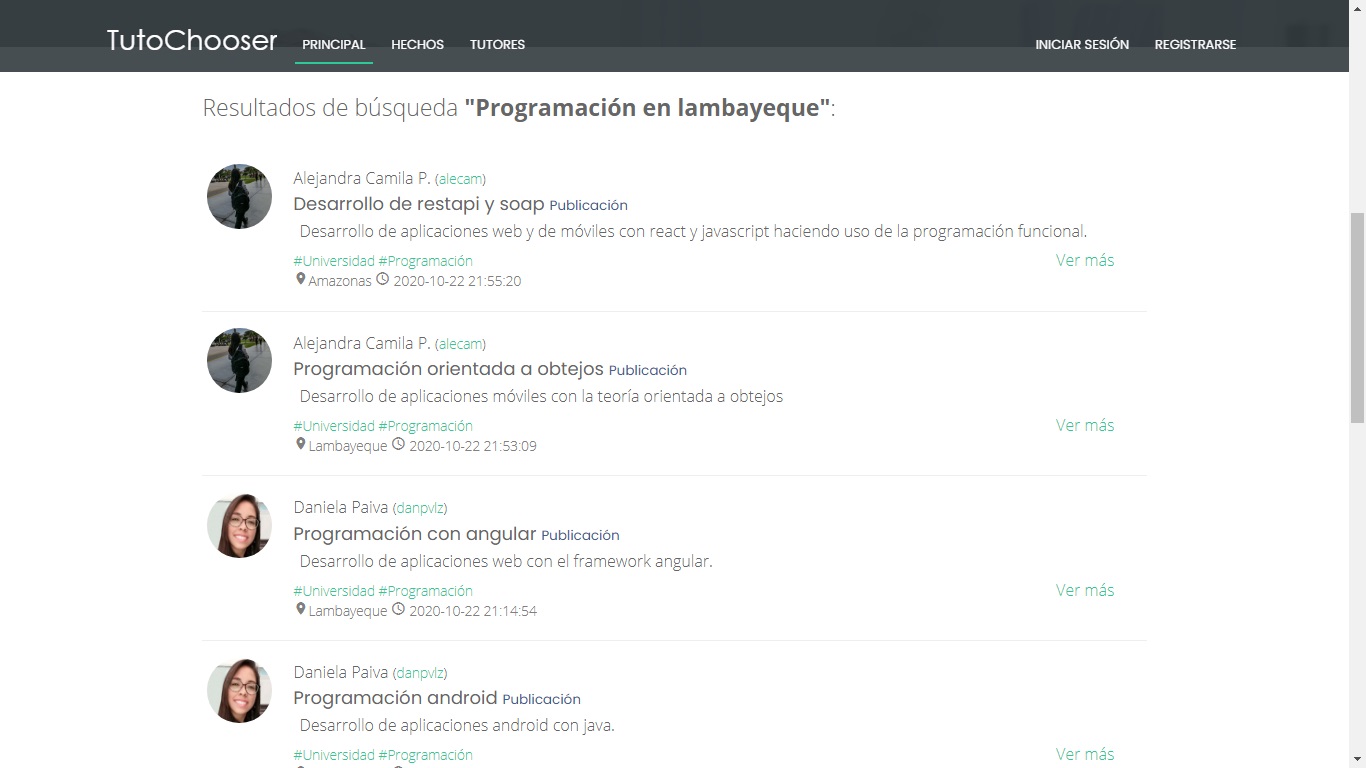 TutoChooser PRINCIPAL HECHOS TUTORES INICIAR SESIÓN REGISTRARSE
Resultados de búsqueda "Programación en lambayeque":
Alejandra Camila P. (alecam)
Desarrollo de restapi y soap Publicación
Desarrollo de aplicaciones web y de móviles con react y javascript haciendo uso de la programación funcional.
#Universidad #Programación Ver más
Amazonas 2020-10-22 21:55:20
Alejandra Camila P. (alecam)
Programación orientada a obtejos Publicación
Desarrollo de aplicaciones móviles con la teoría orientada a obtejos
#Universidad #Programación Ver más
Lambayeque 2020-10-22 21:53:09
Daniela Paiva (danpvlz)
Programación con angular Publicación
Desarrollo de aplicaciones web con el framework angular.
#Universidad #Programación Ver más
Lambayeque 2020-10-22 21:14:54
Daniela Paiva (danpvlz)
Programación android Publicación
Desarrollo de aplicaciones android con java.
#Universidad #Programación Ver más